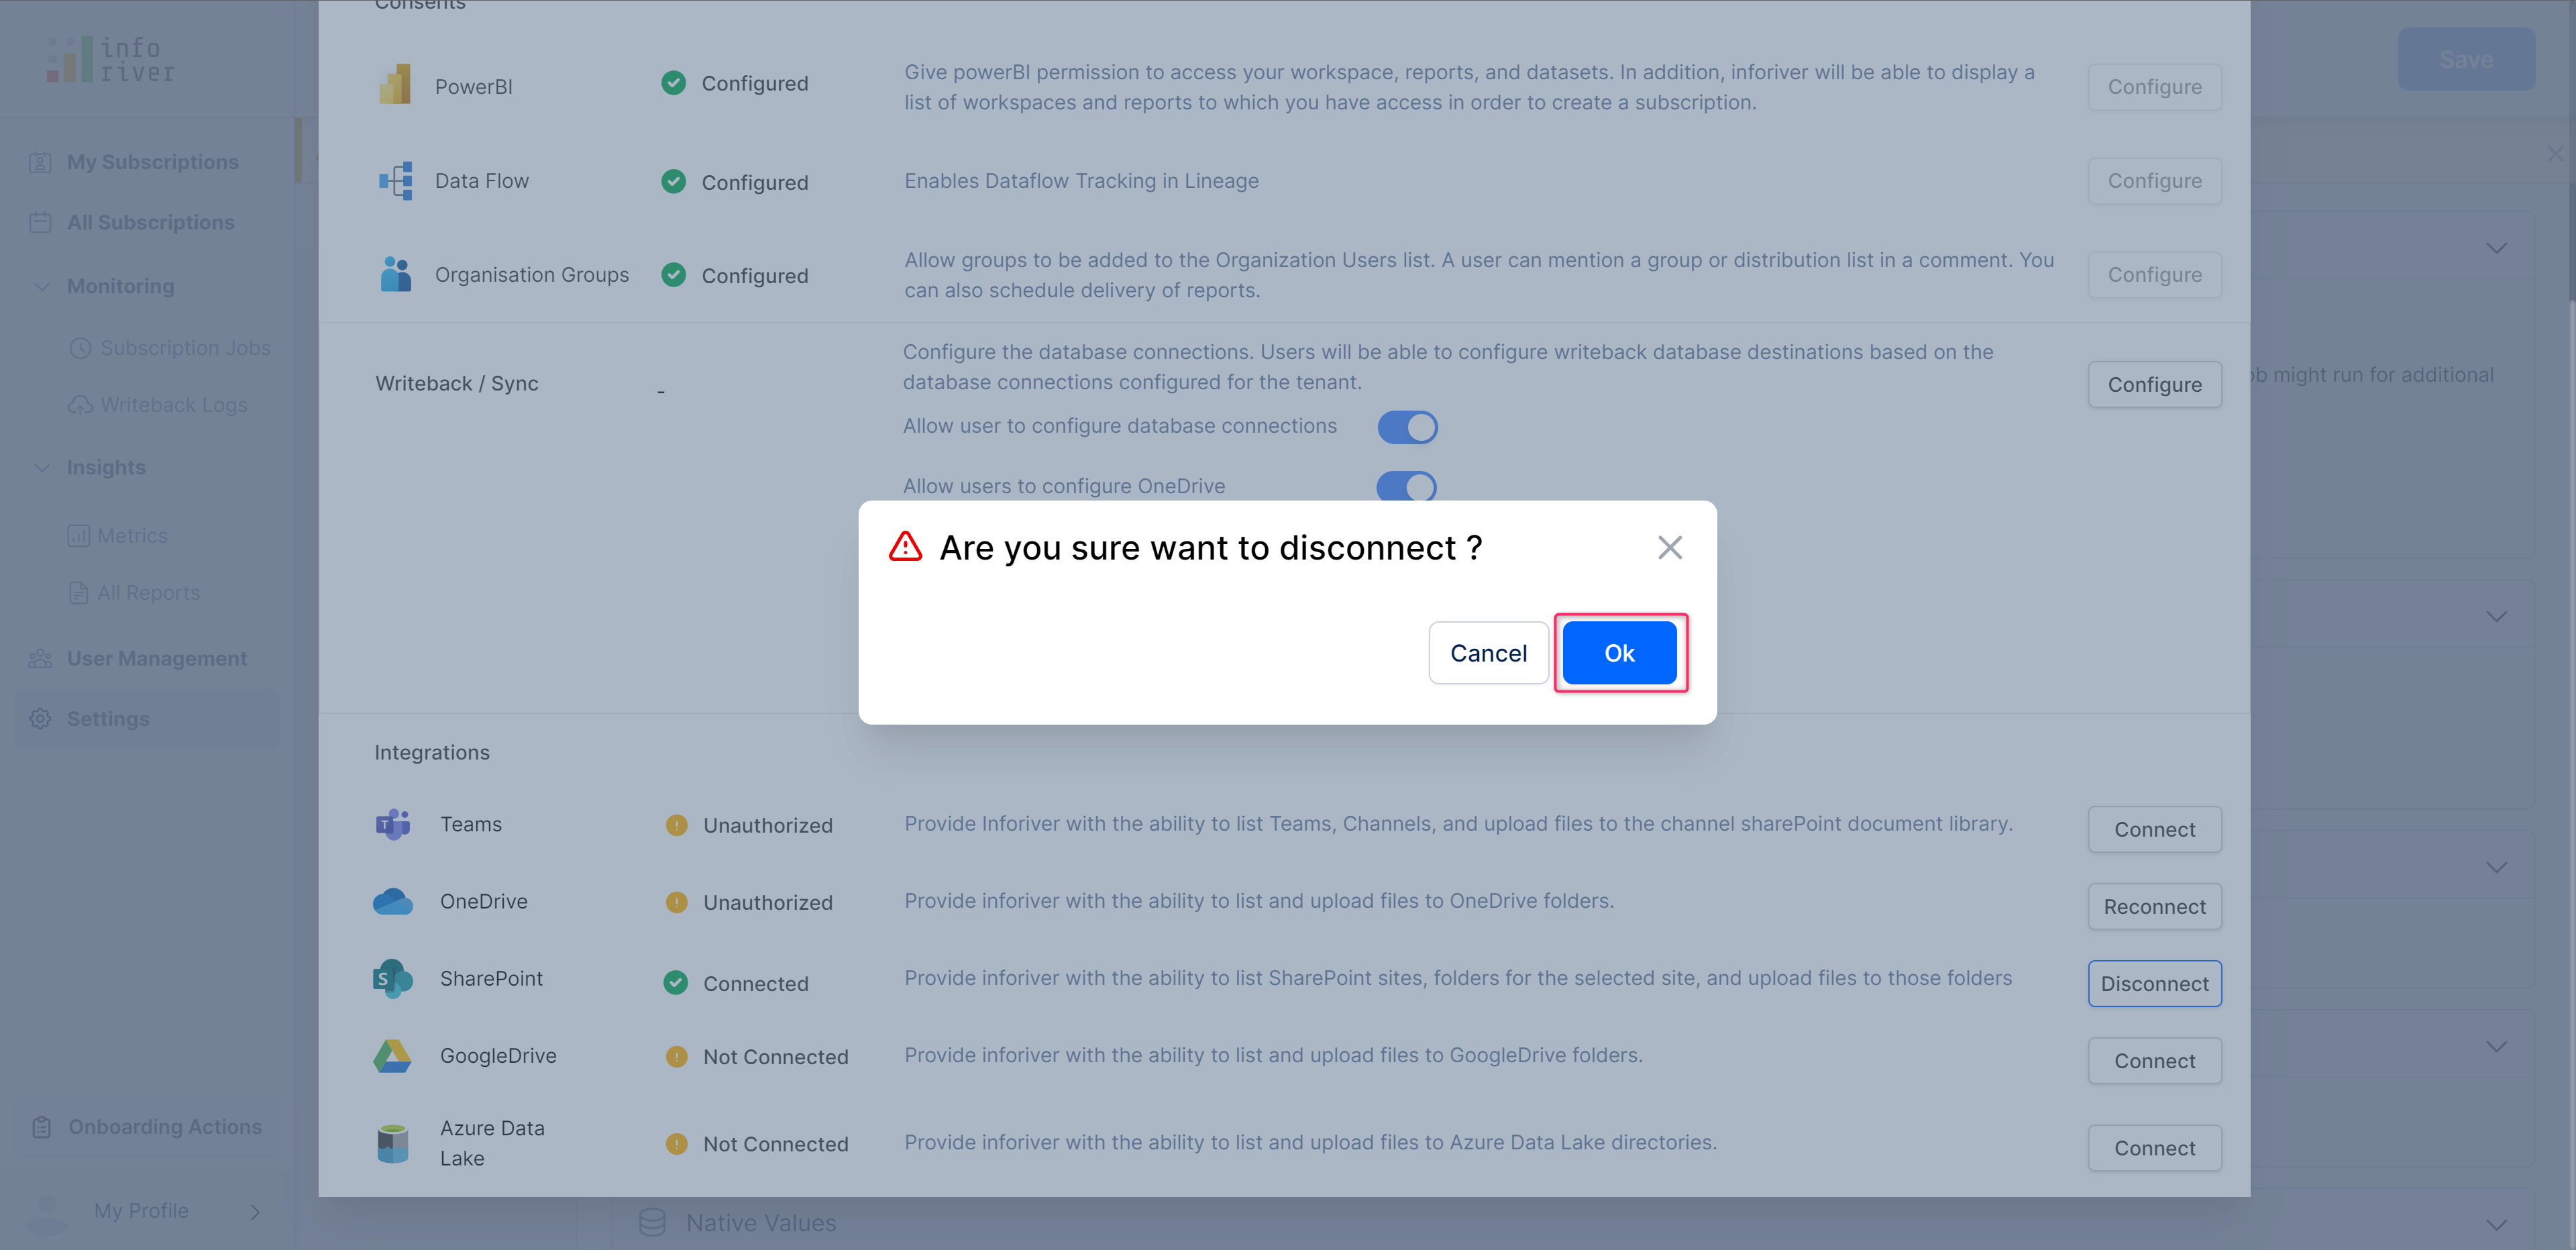 info
river
My Subscriptions
All Subscriptions
Monitoring
Subscription Jobs
Writeback Logs
Insights
Metrics
All Reports
User Management
Settings
Onboarding Actions
My Profile
Save
Consents
PowerBI
Configured
Give powerBI permission to access your workspace, reports, and datasets. In addition, inforiver will be able to display a
list of workspaces and reports to which you have access in order to create a subscription.
Configure
Data Flow
Configured
Enables Dataflow Tracking in Lineage
Configure
Organisation Groups
Configured
Allow groups to be added to the Organization Users list. A user can mention a group or distribution list in a comment. You
can also schedule delivery of reports.
Configure
Writeback / Sync
-
Configure the database connections. Users will be able to configure writeback database destinations based on the
database connections configured for the tenant.
Configure
Allow user to configure database connections
Allow users to configure OneDrive
might run for additional
Are you sure want to disconnect ?
Cancel
Ok
Integrations
Teams
Unauthorized
Provide Inforiver with the ability to list Teams, Channels, and upload files to the channel sharePoint document library.
Connect
OneDrive
Unauthorized
Provide inforiver with the ability to list and upload files to OneDrive folders.
Reconnect
SharePoint
Connected
Provide inforiver with the ability to list SharePoint sites, folders for the selected site, and upload files to those folders
Disconnect
GoogleDrive
Not Connected
Provide inforiver with the ability to list and upload files to GoogleDrive folders.
Connect
Azure Data
Lake
Not Connected
Provide inforiver with the ability to list and upload files to Azure Data Lake directories.
Connect
Native Values